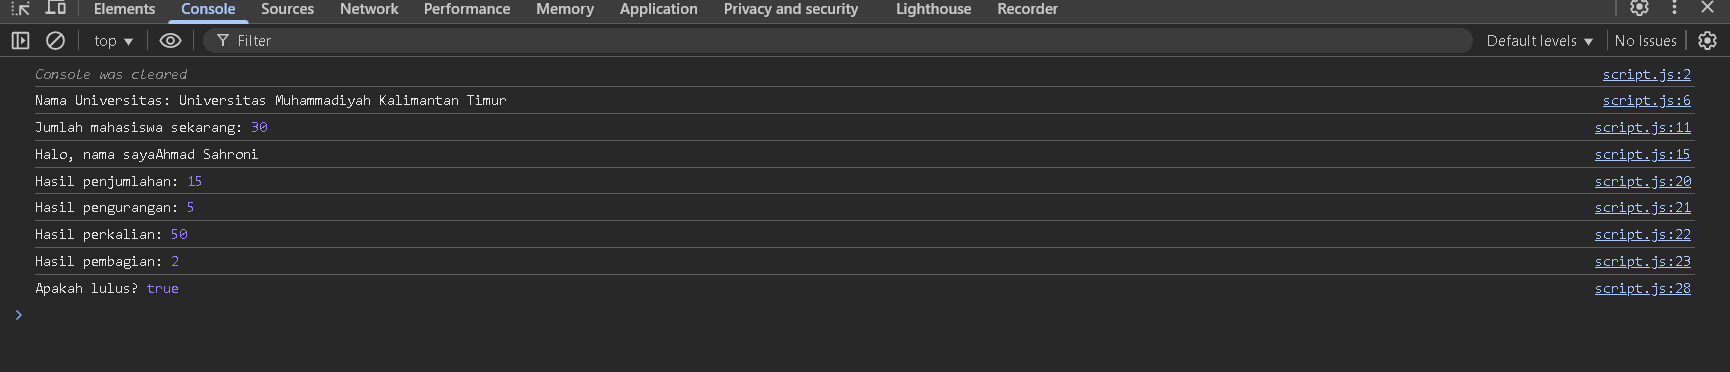 Elements Console Sources Network Performance Memory Application Privacy and security Lighthouse Recorder
top Filter Default levels No Issues
Console was cleared script.js:2
Nama Universitas: Universitas Muhammadiyah Kalimantan Timur script.js:6
Jumlah mahasiswa sekarang: 30 script.js:11
Halo, nama sayaAhmad Sahroni script.js:15
Hasil penjumlahan: 15 script.js:20
Hasil pengurangan: 5 script.js:21
Hasil perkalian: 50 script.js:22
Hasil pembagian: 2 script.js:23
Apakah lulus? true script.js:28